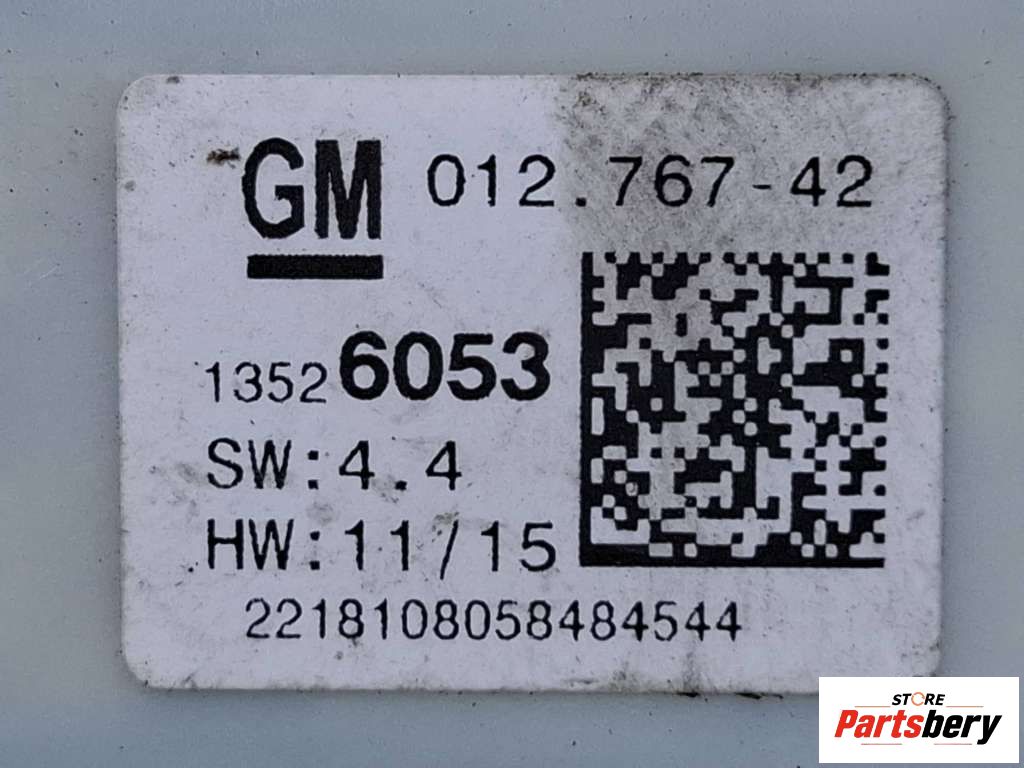 GM 012.767-42
13526053
SW:4.4
HW:11/15
2218108058484544
STORE
Partsbery